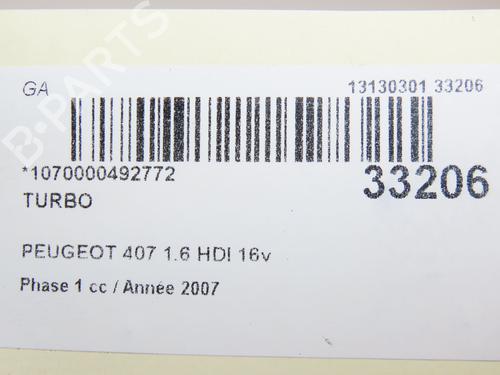 GA 13130301 33206
*1070000492772 33206
TURBO
PEUGEOT 407 1.6 HDI 16v
Phase 1 cc / Année 2007
B-PARTS